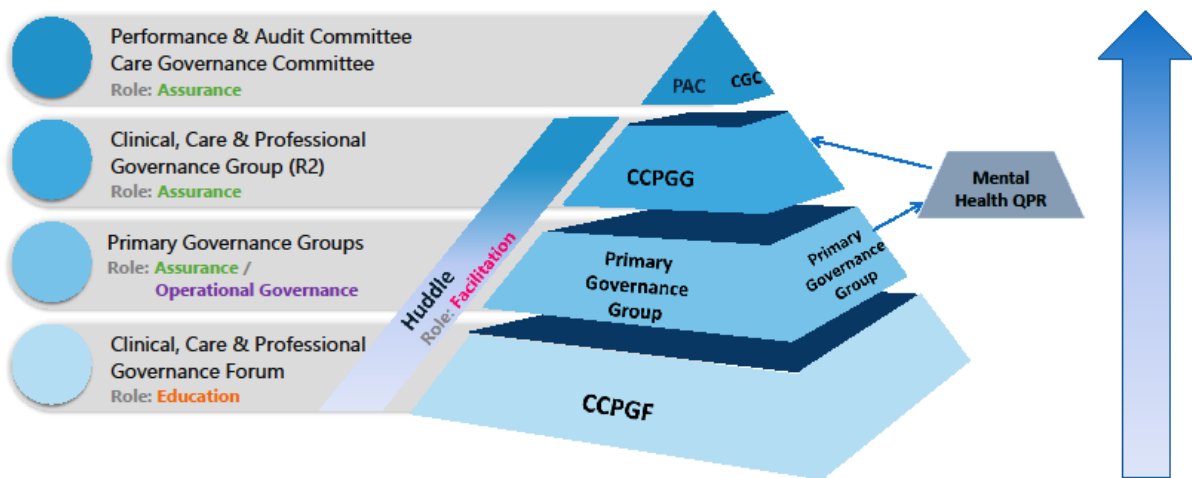 Performance & Audit Committee
Care Governance Committee
Role: Assurance
Clinical, Care & Professional
Governance Group (R2)
Role: Assurance
Primary Governance Groups
Role: Assurance /
Operational Governance
Clinical, Care & Professional
Governance Forum
Role: Education
Huddle
Role: Facilitation
PAC
CGC
CCPGG
Primary
Governance
Group
Primary
Governance
Group
CCPGF
Mental
Health QPR